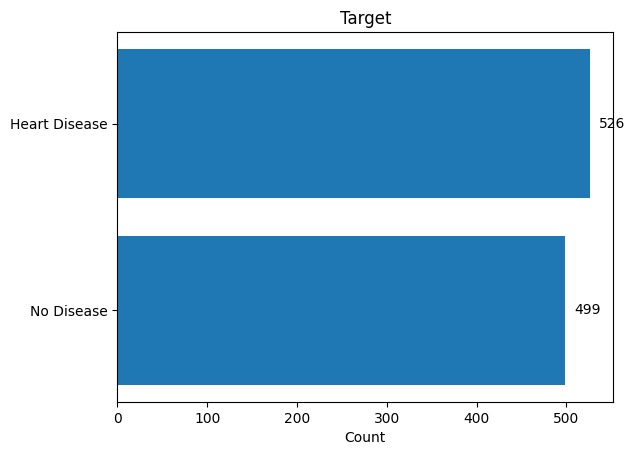 Target
Heart Disease
526
No Disease
499
0 100 200 300 400 500
Count